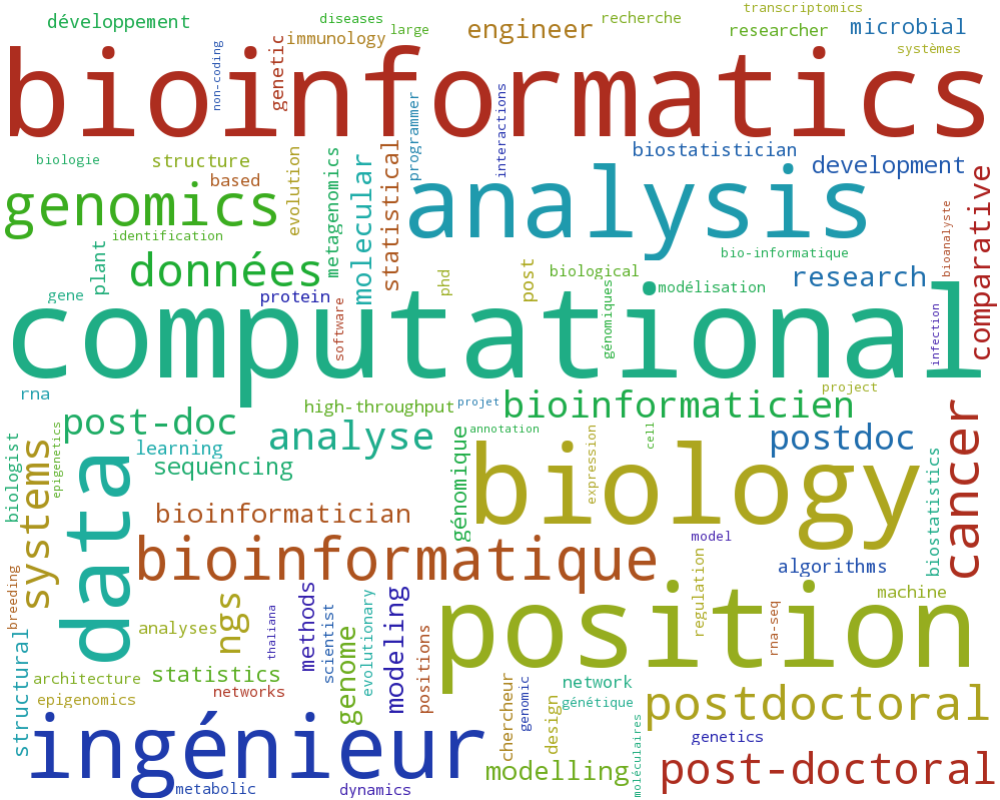 développement
diseases
large
engineer
recherche
transcriptomics
researcher
microbial
systèmes
immunology
non-coding
genetic
bioinformatics
programmer
interactions
biologie
structure
based
evolution
metagenomics
molecular
statistical
biostatistician
development
genomics
analysis
bioanalyste
comparative
identification
plant
données
phd
post
biological
bio-informatique
research
gene
protein
software
génomiques
modélisation
computational
infection
rna
high-throughput
projet
bioinformaticien
project
post-doc
learning
analyse
annotation
postdoc
biologist
epigenetics
systems
sequencing
génomique
expression
cell
biology
biostatistics
cancer
data
bioinformatician
bioinformatique
model
algorithms
breeding
ngs
thaliana
methods
scientist
evolutionary
modeling
regulation
rna-seq
machine
position
analyses
genome
positions
structural
architecture
statistics
epigenomics
networks
chercheur
genomic
network
génétique
design
postdoctoral
ingénieur
moléculaires
genetics
modelling
post-doctoral
metabolic
dynamics